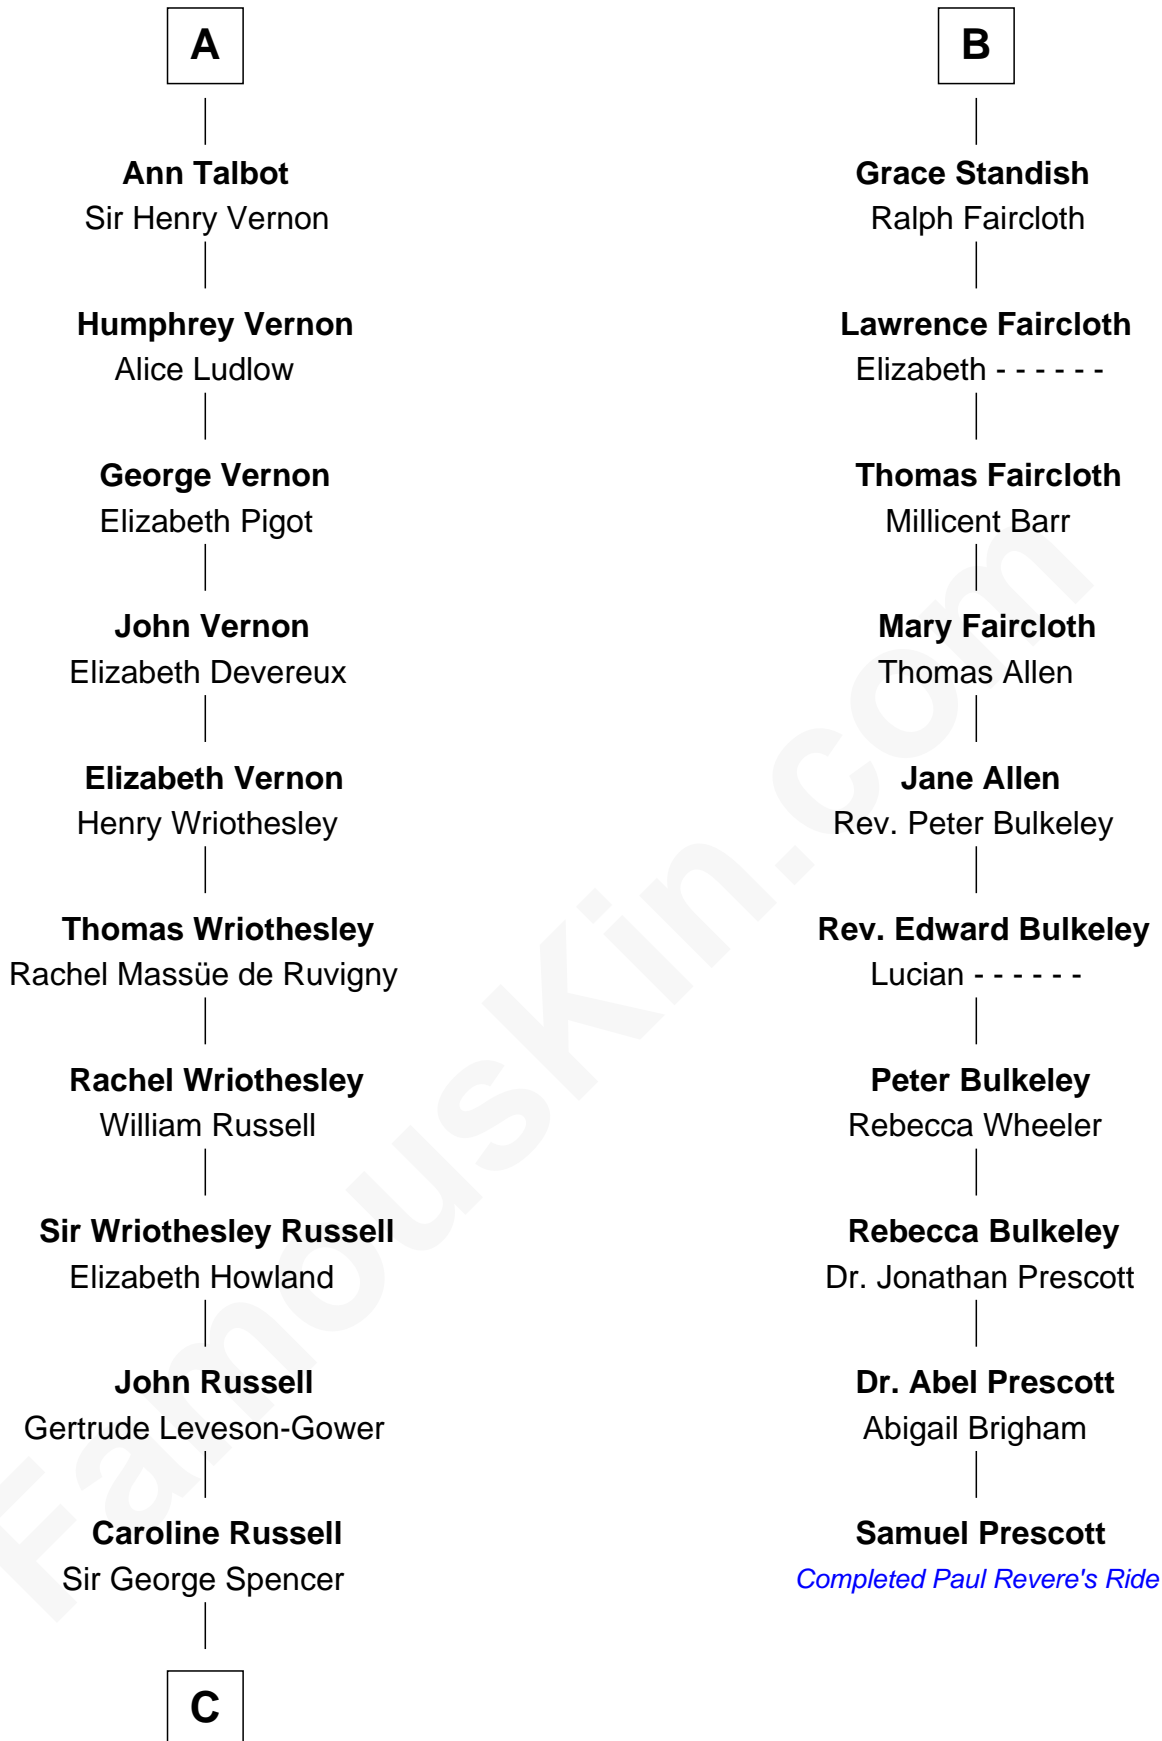 A
Ann Talbot
Sir Henry Vernon
Humphrey Vernon
Alice Ludlow
George Vernon
Elizabeth Pigot
John Vernon
Elizabeth Devereux
Elizabeth Vernon
Henry Wriothesley
Thomas Wriothesley
Rachel Massüe de Ruvigny
Rachel Wriothesley
William Russell
Sir Wriothesley Russell
Elizabeth Howland
John Russell
Gertrude Leveson-Gower
Caroline Russell
Sir George Spencer
C
B
Grace Standish
Ralph Faircloth
Lawrence Faircloth
Elizabeth - - - - - -
Thomas Faircloth
Millicent Barr
Mary Faircloth
Thomas Allen
Jane Allen
Rev. Peter Bulkeley
Rev. Edward Bulkeley
Lucian - - - - - -
Peter Bulkeley
Rebecca Wheeler
Rebecca Bulkeley
Dr. Jonathan Prescott
Dr. Abel Prescott
Abigail Brigham
Samuel Prescott
Completed Paul Revere's Ride
FamousKin.com